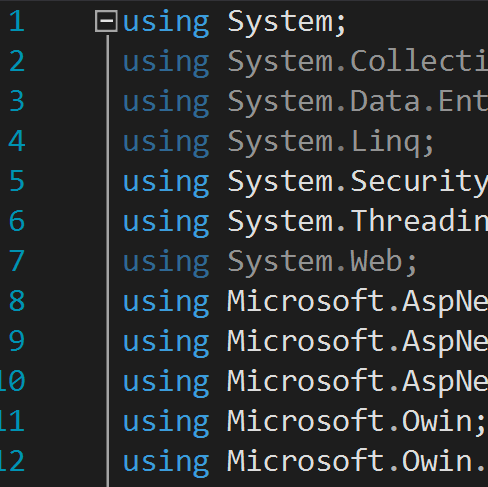 1 using System;
2 using System.Collecti
3 using System.Data.Ent
4 using System.Linq;
5 using System.Security
6 using System.Threadin
7 using System.Web;
8 using Microsoft.AspNe
9 using Microsoft.AspNe
10 using Microsoft.AspNe
11 using Microsoft.Owin;
12 using Microsoft.Owin.